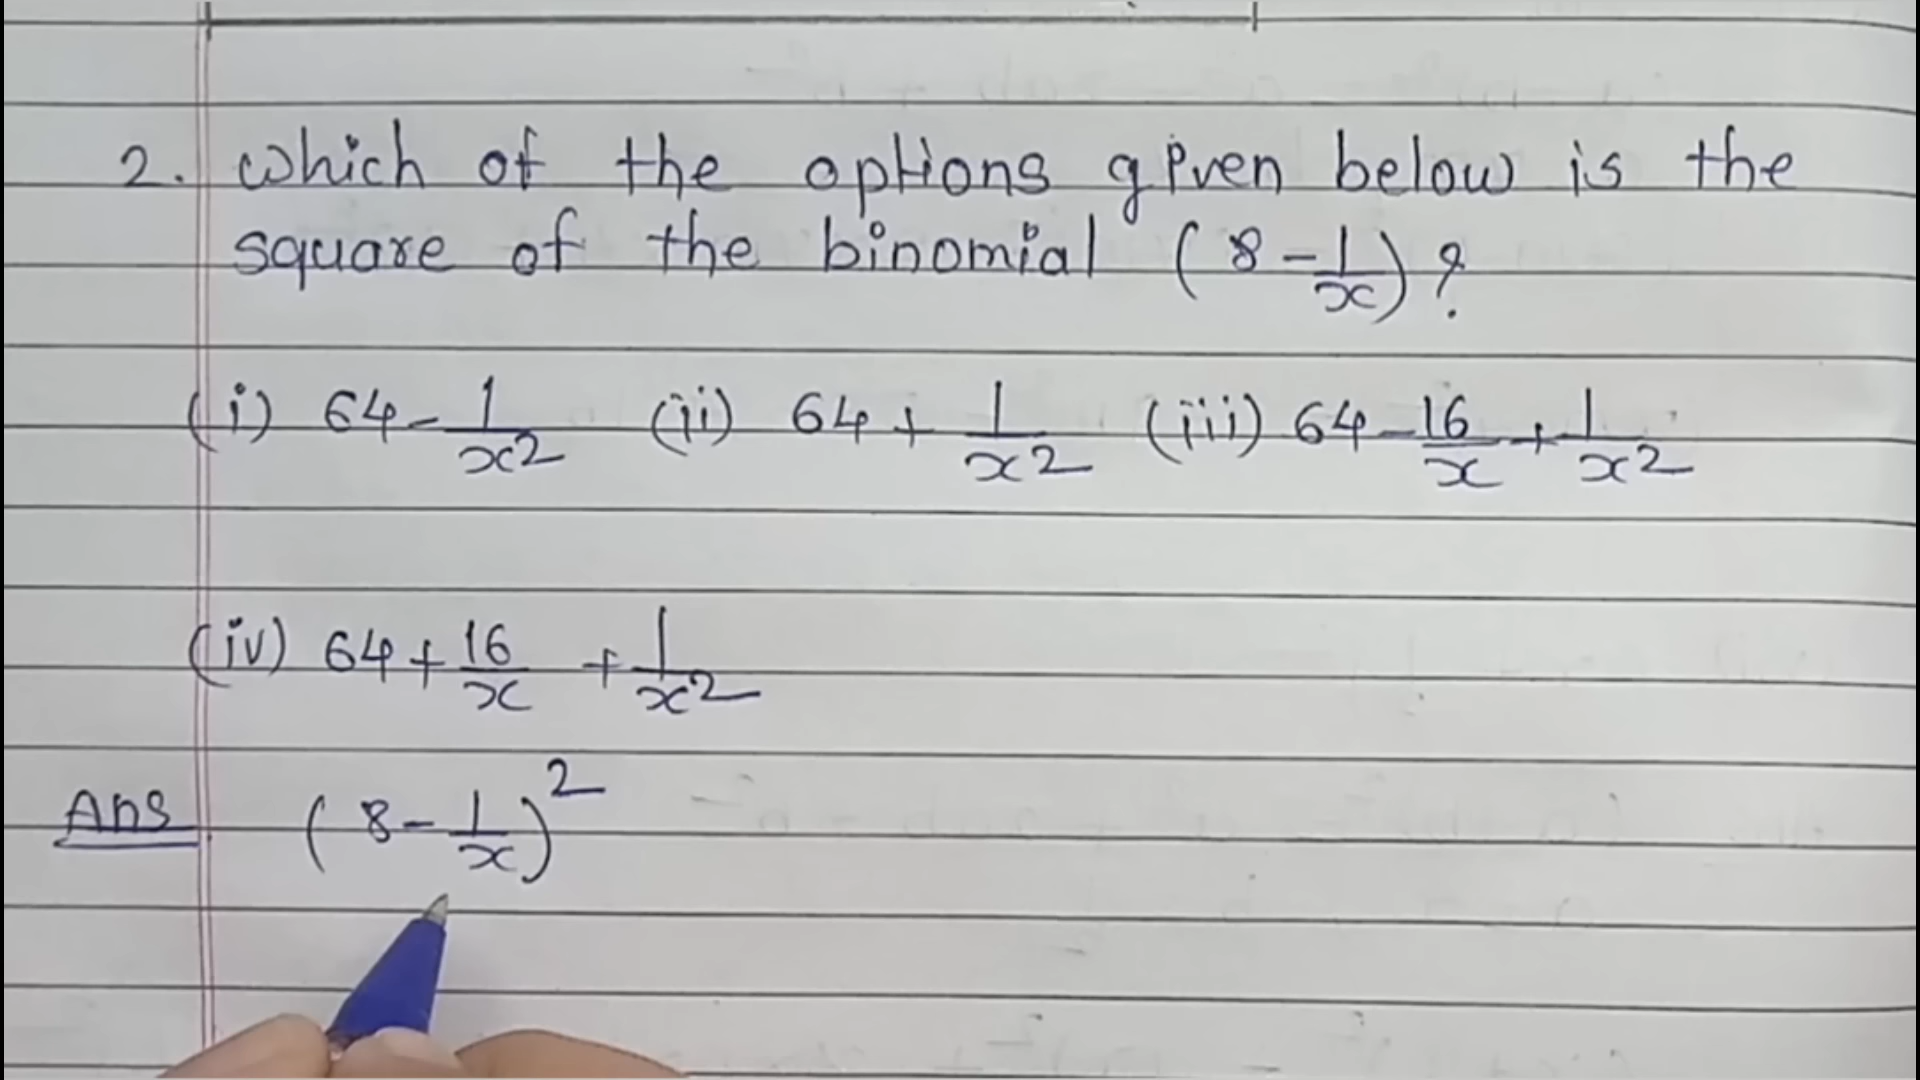 2. Which of the options given below is the
square of the binomial (8 - 1/x) ?
(i) 64 - 1/x² (ii) 64 + 1/x² (iii) 64 - 16/x + 1/x²
(iv) 64 + 16/x + 1/x²
Ans (8 - 1/x)²